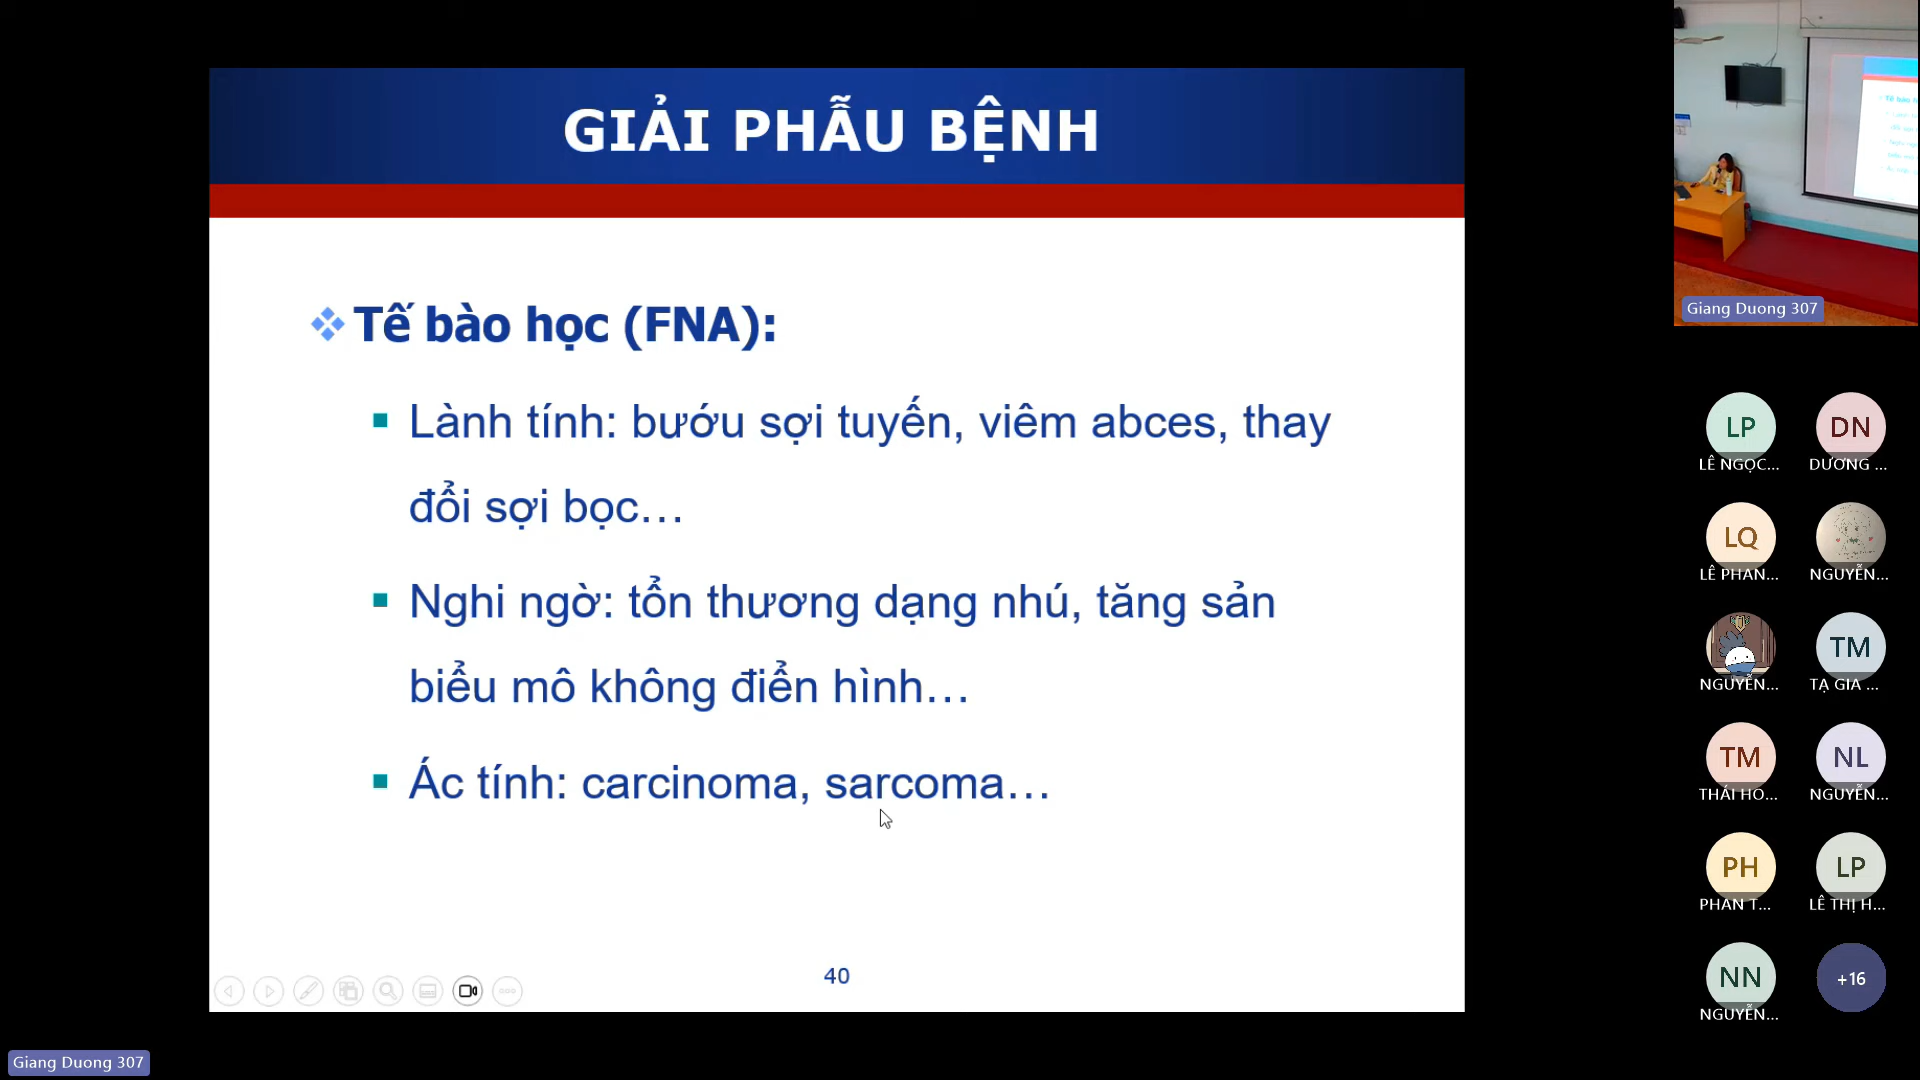 GIẢI PHẪU BỆNH
Tế bào học (FNA):
Lành tính: bướu sợi tuyến, viêm abces, thay
đổi sợi bọc…
Nghi ngờ: tổn thương dạng nhú, tăng sản
biểu mô không điển hình…
Ác tính: carcinoma, sarcoma…
40
Giang Duong 307
Giang Duong 307
LP
DN
LÊ NGỌC...
DƯƠNG ...
LQ
LÊ PHAN...
NGUYỄN...
TM
NGUYỄN...
TẠ GIA ...
TM
NL
THÁI HO...
NGUYỄN...
PH
LP
PHAN T...
LÊ THỊ H...
NN
+16
NGUYỄN...